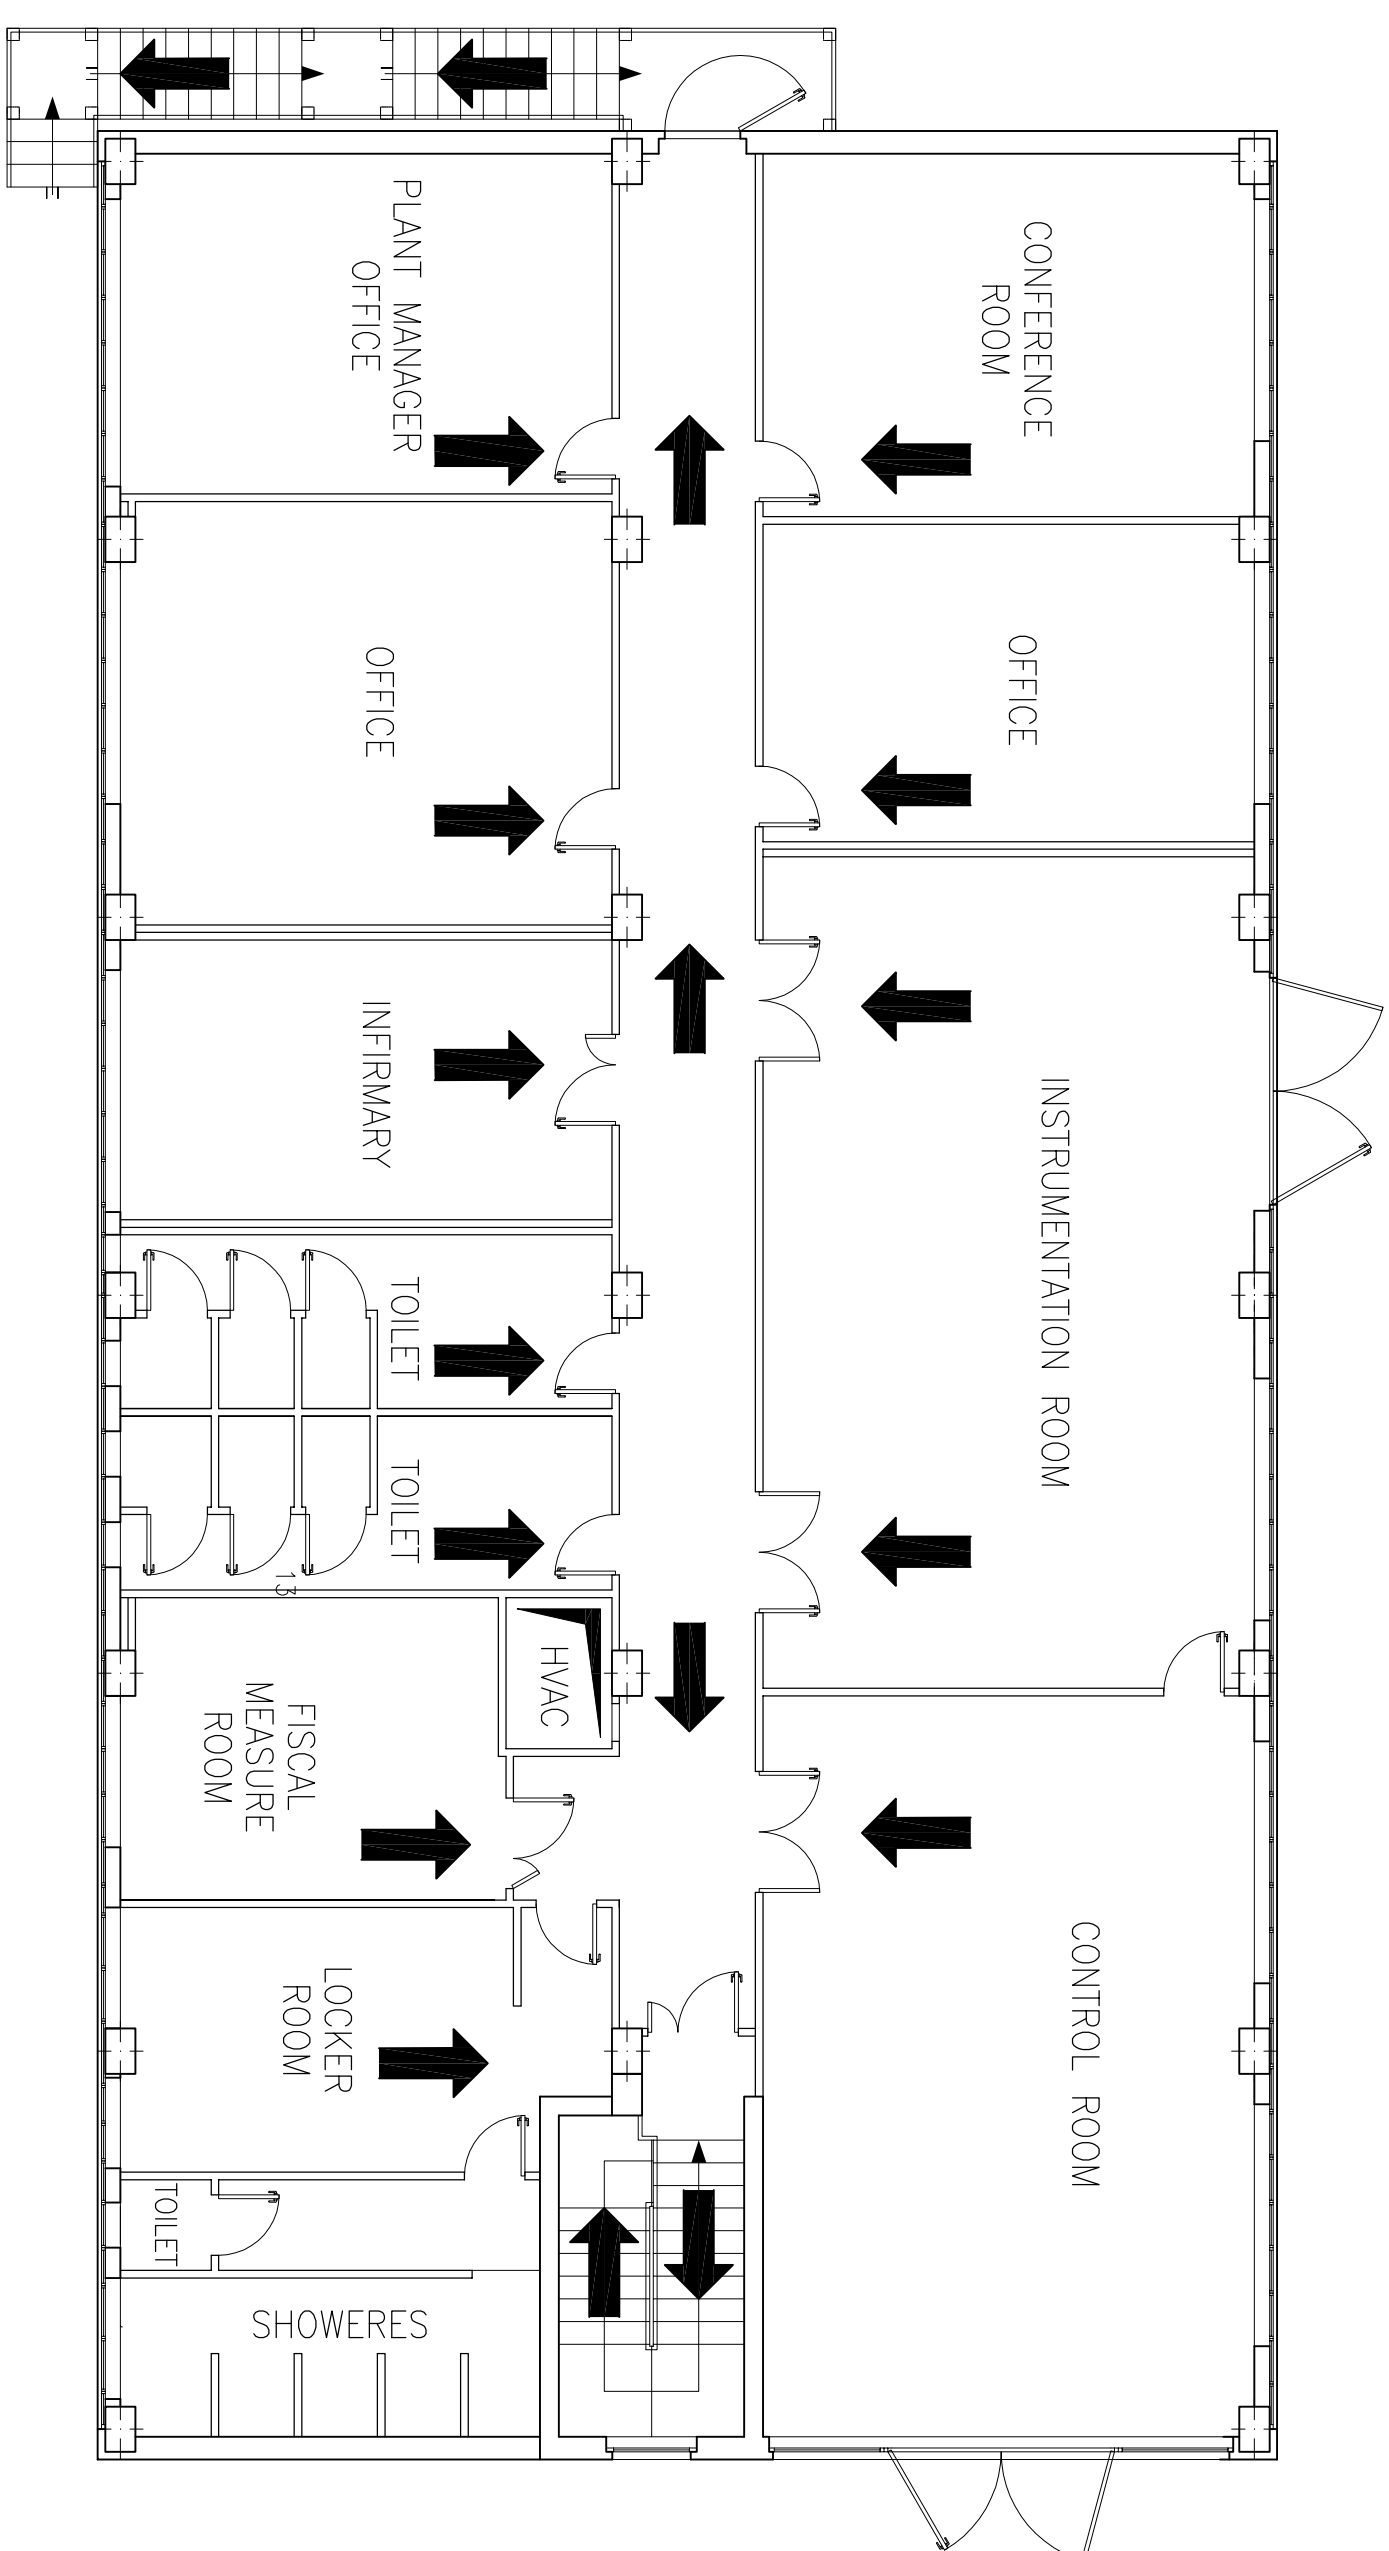 PLANT MANAGER
OFFICE
CONFERENCE
ROOM
OFFICE
OFFICE
INFIRMARY
INSTRUMENTATION ROOM
TOILET
TOILET
13
HVAC
FISCAL
MEASURE
ROOM
CONTROL ROOM
LOCKER
ROOM
TOILET
SHOWERES